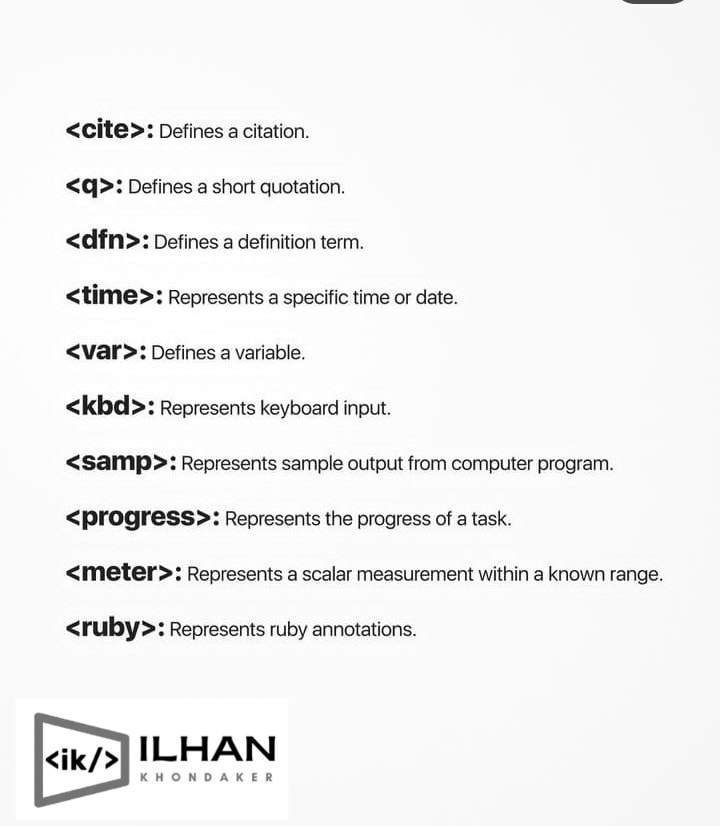 <cite>: Defines a citation.
<q>: Defines a short quotation.
<dfn>: Defines a definition term.
<time>: Represents a specific time or date.
<var>: Defines a variable.
<kbd>: Represents keyboard input.
<samp>: Represents sample output from computer program.
<progress>: Represents the progress of a task.
<meter>: Represents a scalar measurement within a known range.
<ruby>: Represents ruby annotations.
<ik/> ILHAN
KHONDAKER